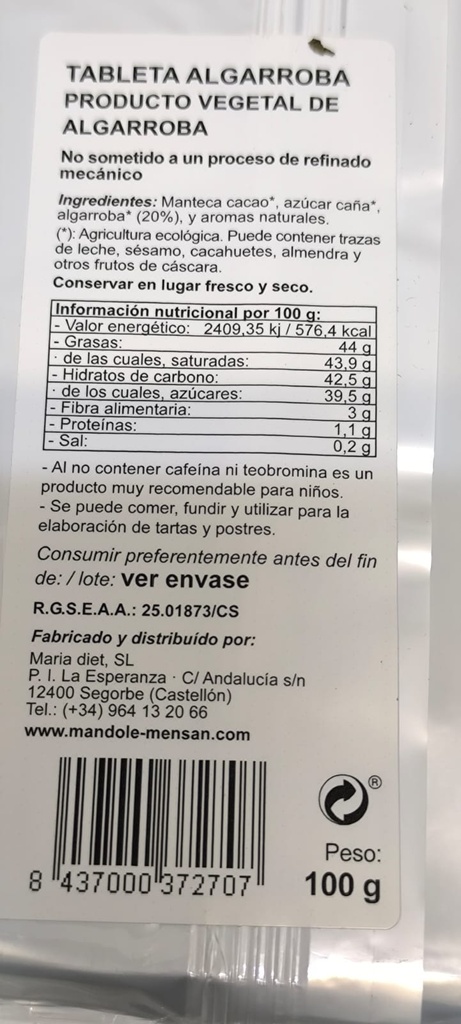 TABLETA ALGARROBA
PRODUCTO VEGETAL DE
ALGARROBA
No sometido a un proceso de refinado
mecánico
Ingredientes: Manteca cacao*, azúcar caña*,
algarroba* (20%), y aromas naturales.
(*): Agricultura ecológica. Puede contener trazas
de leche, sésamo, cacahuetes, almendra y
otros frutos de cáscara.
Conservar en lugar fresco y seco.
Información nutricional por 100 g:
- Valor energético: 2409,35 kj / 576,4 kcal
- Grasas: 44 g
· de las cuales, saturadas: 43,9 g
- Hidratos de carbono: 42,5 g
· de los cuales, azúcares: 39,5 g
- Fibra alimentaria: 3 g
- Proteínas: 1,1 g
- Sal: 0,2 g
- Al no contener cafeína ni teobromina es un
producto muy recomendable para niños.
- Se puede comer, fundir y utilizar para la
elaboración de tartas y postres.
Consumir preferentemente antes del fin
de: / lote: ver envase
R.G.S.E.A.A.: 25.01873/CS
Fabricado y distribuído por:
Maria diet, SL
P. I. La Esperanza · C/ Andalucía s/n
12400 Segorbe (Castellón)
Tel.: (+34) 964 13 20 66
www.mandole-mensan.com
®
Peso:
100 g
8 437000 372707